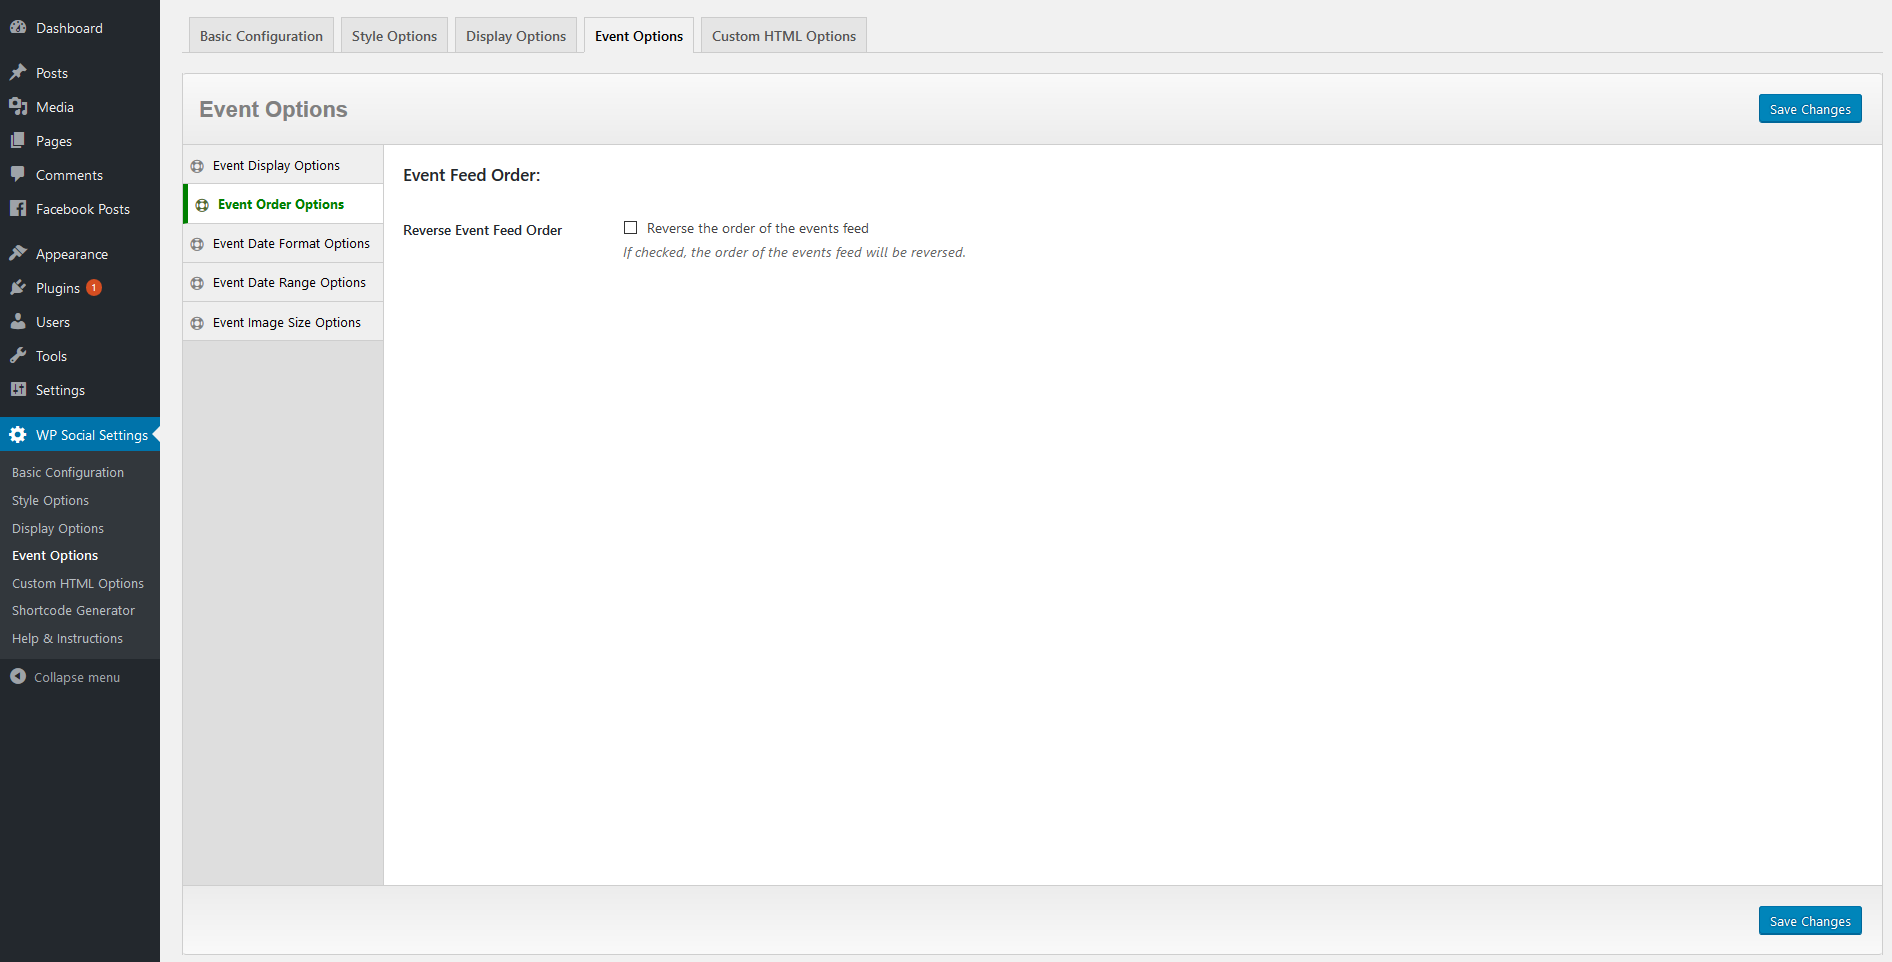 Dashboard
Posts
Media
Pages
Comments
Facebook Posts
Appearance
Plugins 1
Users
Tools
Settings
WP Social Settings
Basic Configuration
Style Options
Display Options
Event Options
Custom HTML Options
Shortcode Generator
Help & Instructions
Collapse menu
Basic Configuration Style Options Display Options Event Options Custom HTML Options
Event Options Save Changes
Event Display Options
Event Order Options
Event Date Format Options
Event Date Range Options
Event Image Size Options
Event Feed Order:
Reverse Event Feed Order Reverse the order of the events feed
If checked, the order of the events feed will be reversed.
Save Changes